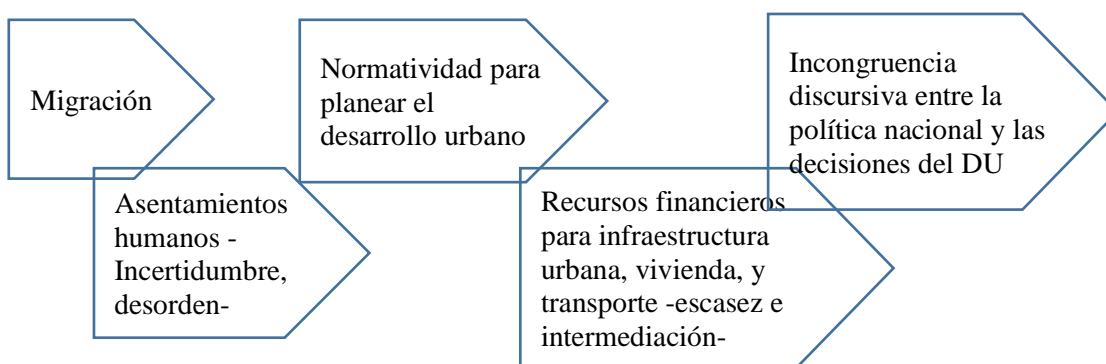 Migración
Asentamientos
humanos -
Incertidumbre,
desorden-
Normatividad para
planear el
desarrollo urbano
Recursos financieros
para infraestructura
urbana, vivienda, y
transporte -escasez e
intermediación-
Incongruencia
discursiva entre la
política nacional y las
decisiones del DU